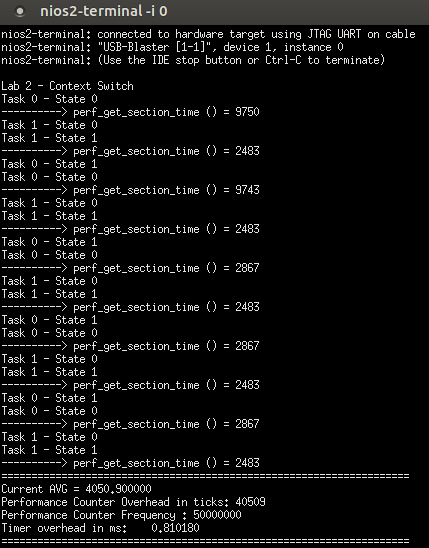 nios2-terminal -i 0
nios2-terminal: connected to hardware target using JTAG UART on cable
nios2-terminal: "USB-Blaster [1-1]", device 1, instance 0
nios2-terminal: (Use the IDE stop button or Ctrl-C to terminate)
Lab 2 - Context Switch
Task 0 - State 0
----------> perf_get_section_time () = 9750
Task 1 - State 0
Task 1 - State 1
----------> perf_get_section_time () = 2483
Task 0 - State 1
Task 0 - State 0
----------> perf_get_section_time () = 9743
Task 1 - State 0
Task 1 - State 1
----------> perf_get_section_time () = 2483
Task 0 - State 1
Task 0 - State 0
----------> perf_get_section_time () = 2867
Task 1 - State 0
Task 1 - State 1
----------> perf_get_section_time () = 2483
Task 0 - State 1
Task 0 - State 0
----------> perf_get_section_time () = 2867
Task 1 - State 0
Task 1 - State 1
----------> perf_get_section_time () = 2483
Task 0 - State 1
Task 0 - State 0
----------> perf_get_section_time () = 2867
Task 1 - State 0
Task 1 - State 1
----------> perf_get_section_time () = 2483
====================================================================
Current AVG = 4050.900000
Performance Counter Overhead in ticks: 40509
Performance Counter Frequency : 50000000
Timer overhead in ms:    0.810180
====================================================================